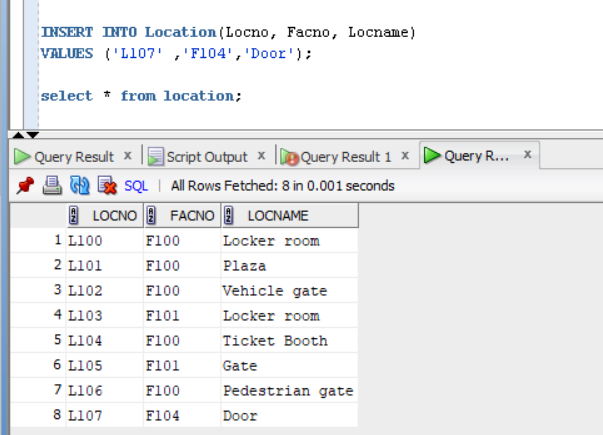 INSERT INTO Location(Locno, Facno, Locname)
VALUES ('L107' ,'F104','Door');
select * from location;
Query Result x Script Output x Query Result 1 x Query R... x
SQL | All Rows Fetched: 8 in 0.001 seconds
LOCNO FACNO LOCNAME
1 L100 F100 Locker room
2 L101 F100 Plaza
3 L102 F100 Vehicle gate
4 L103 F101 Locker room
5 L104 F100 Ticket Booth
6 L105 F101 Gate
7 L106 F100 Pedestrian gate
8 L107 F104 Door